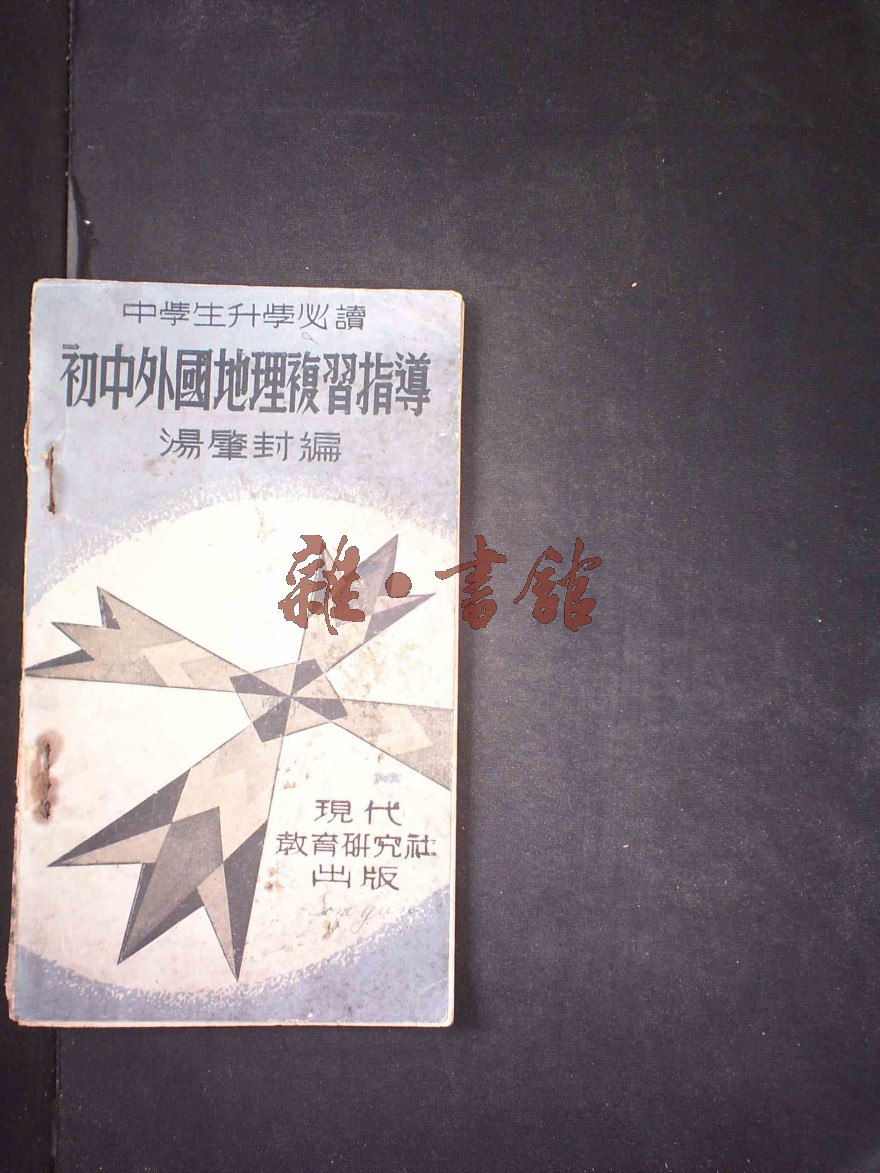 中學生升學必讀
初中外國地理複習指導
湯肇封編
雜·書館
現代
教育研究社
出版